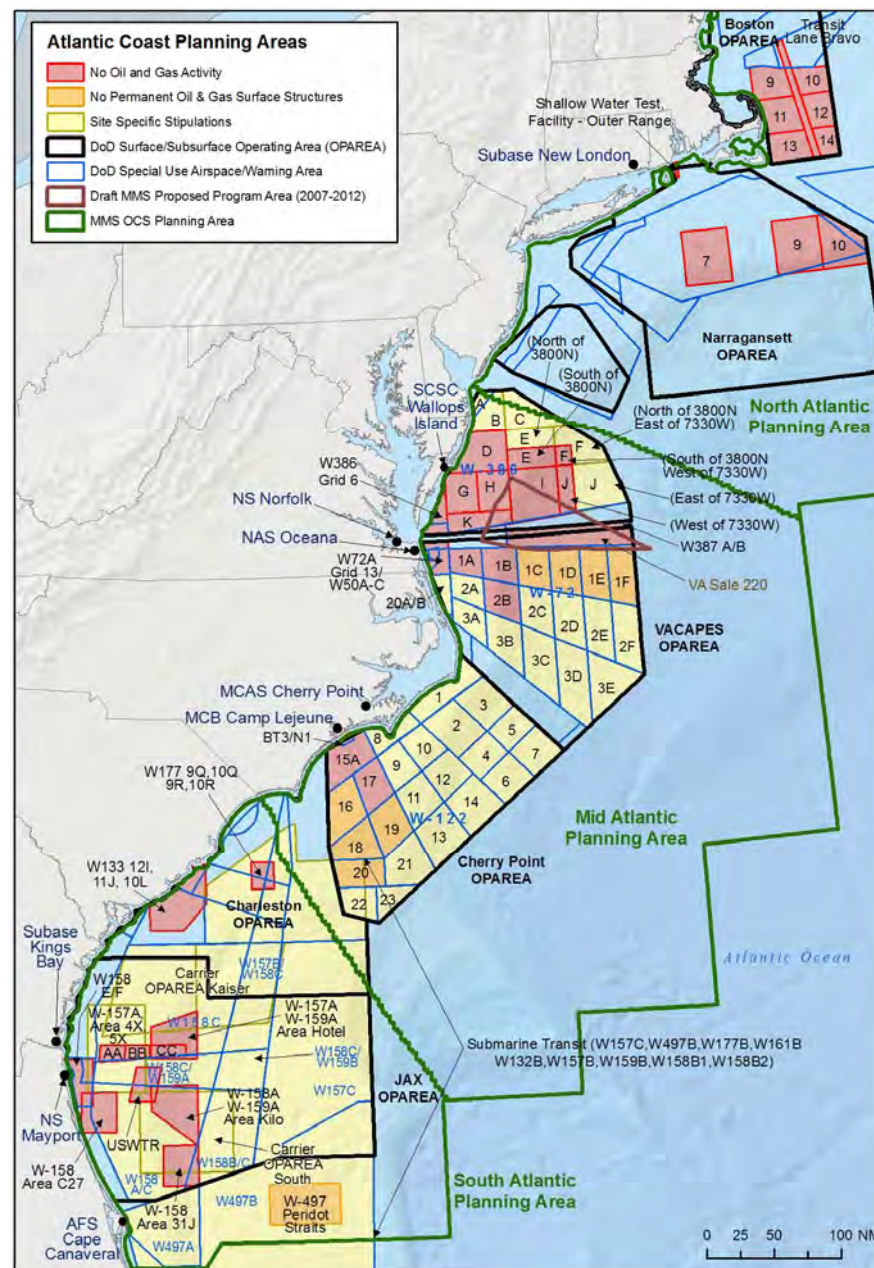 Atlantic Coast Planning Areas
No Oil and Gas Activity
No Permanent Oil & Gas Surface Structures
Site Specific Stipulations
DoD Surface/Subsurface Operating Area (OPAREA)
DoD Special Use Airspace/Warning Area
Draft MMS Proposed Program Area (2007-2012)
MMS OCS Planning Area
Boston
OPAREA
Transit
Lane Bravo
9
10
11
12
13
14
Shallow Water Test,
Facility - Outer Range
Subase New London
7
9
10
Narragansett
OPAREA
North Atlantic
Planning Area
(North of
3800N)
(South of
3800N)
(North of 3800N
East of 7330W)
(South of 3800N
West of 7330W)
(East of 7330W)
(West of 7330W)
W387 A/B
VA Sale 220
SCSC
Wallops
Island
W386
Grid 6
NS Norfolk
NAS Oceana
W72A
Grid 13/
W50A-C
20A/B
A
B
C
D
E
F
E
F
W-386
G
H
I
J
J
K
1A
1B
1C
1D
1E
1F
W-72
2A
2B
2C
2D
2E
2F
3A
3B
3C
3D
3E
VACAPES
OPAREA
MCAS Cherry Point
MCB Camp Lejeune
BT3/N1
1
3
2
5
8
10
4
7
15A
9
12
6
17
11
14
16
W-122
19
13
18
21
20
22
23
Cherry Point
OPAREA
Mid Atlantic
Planning Area
Atlantic Ocean
W177 9Q,10Q
9R,10R
W133 12I,
11J, 10L
Charleston
OPAREA
Subase
Kings
Bay
W158
E/F
Carrier
OPAREA Kaiser
W157B/
W158C
W-157A
Area 4X,
5X
W158C
W-157A
W-159A
Area Hotel
AA
BB
CC
W158C/
W159A
W158C/
W159B
W157C
JAX
OPAREA
Submarine Transit (W157C,W497B,W177B,W161B
W132B,W157B,W159B,W158B1,W158B2)
NS
Mayport
USWTR
W-158A
W-159A
Area Kilo
W-158
Area C27
W158
A/C
W158B/C
Carrier
OPAREA
South
W-158
Area 31J
W497B
W-497
Peridot
Straits
South Atlantic
Planning Area
AFS
Cape
Canaveral
W497A
0 25 50 100 NM